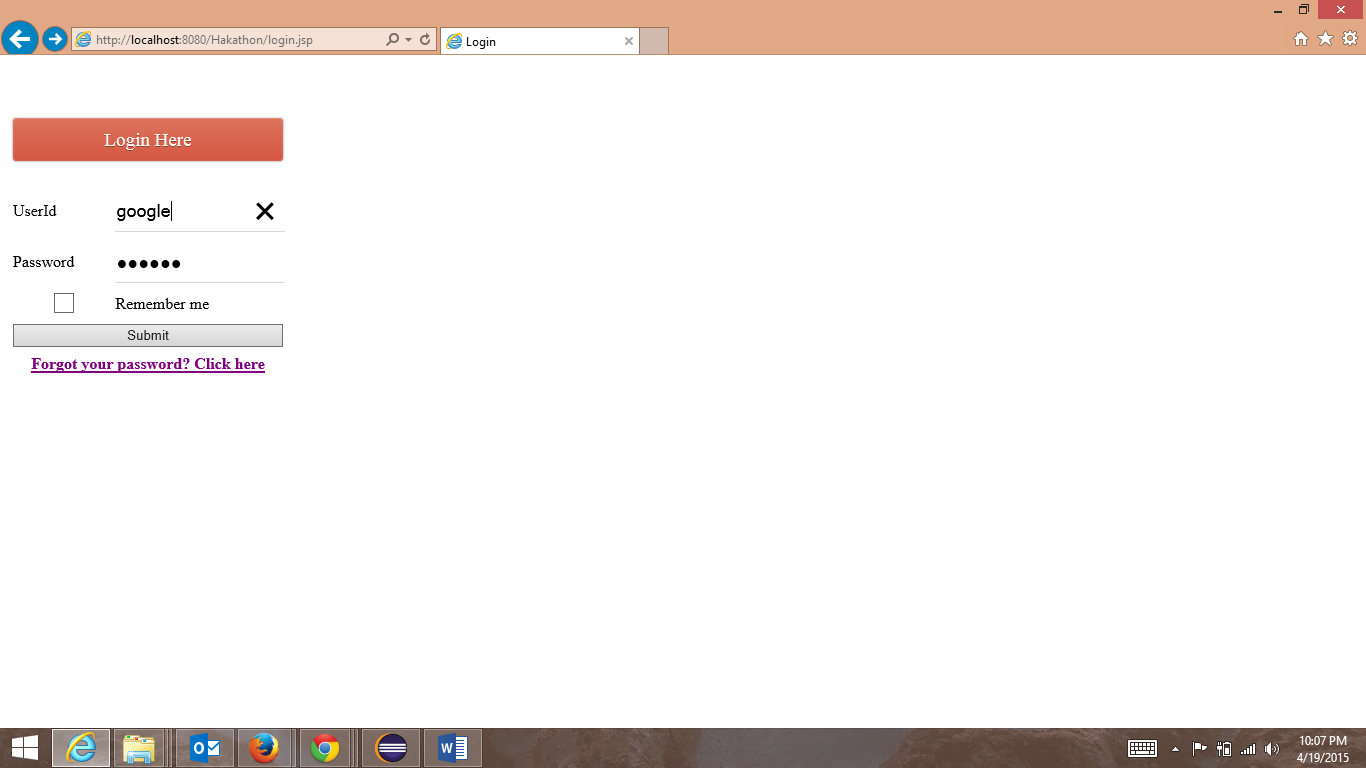 http://localhost:8080/Hakathon/login.jsp
Login
Login Here
UserId google
Password ●●●●●●
Remember me
Submit
Forgot your password? Click here
10:07 PM
4/19/2015